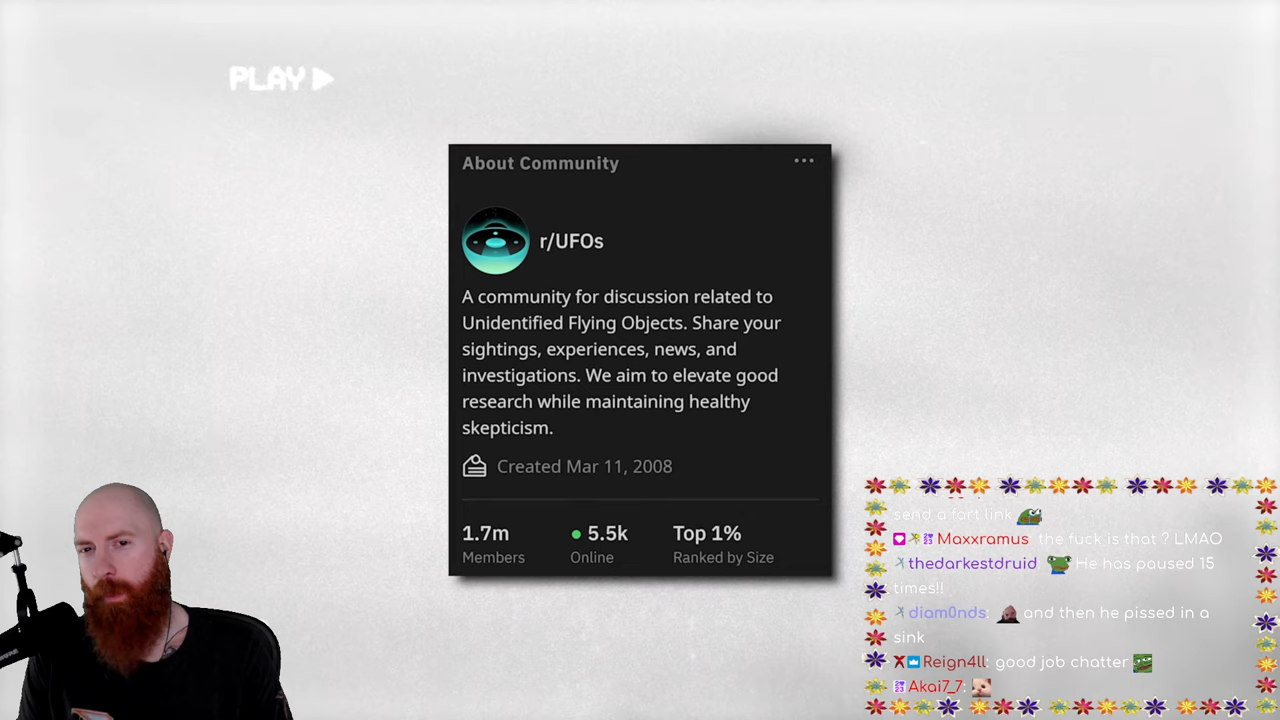 PLAY
About Community
r/UFOs
A community for discussion related to
Unidentified Flying Objects. Share your
sightings, experiences, news, and
investigations. We aim to elevate good
research while maintaining healthy
skepticism.
Created Mar 11, 2008
1.7m 5.5k Top 1%
Members Online Ranked by Size
send a fart link
Maxxramus: the fuck is that ? LMAO
thedarkestdruid: He has paused 15
times!!
diam0nds: and then he pissed in a
sink
Reign4ll: good job chatter
Akai7_7: